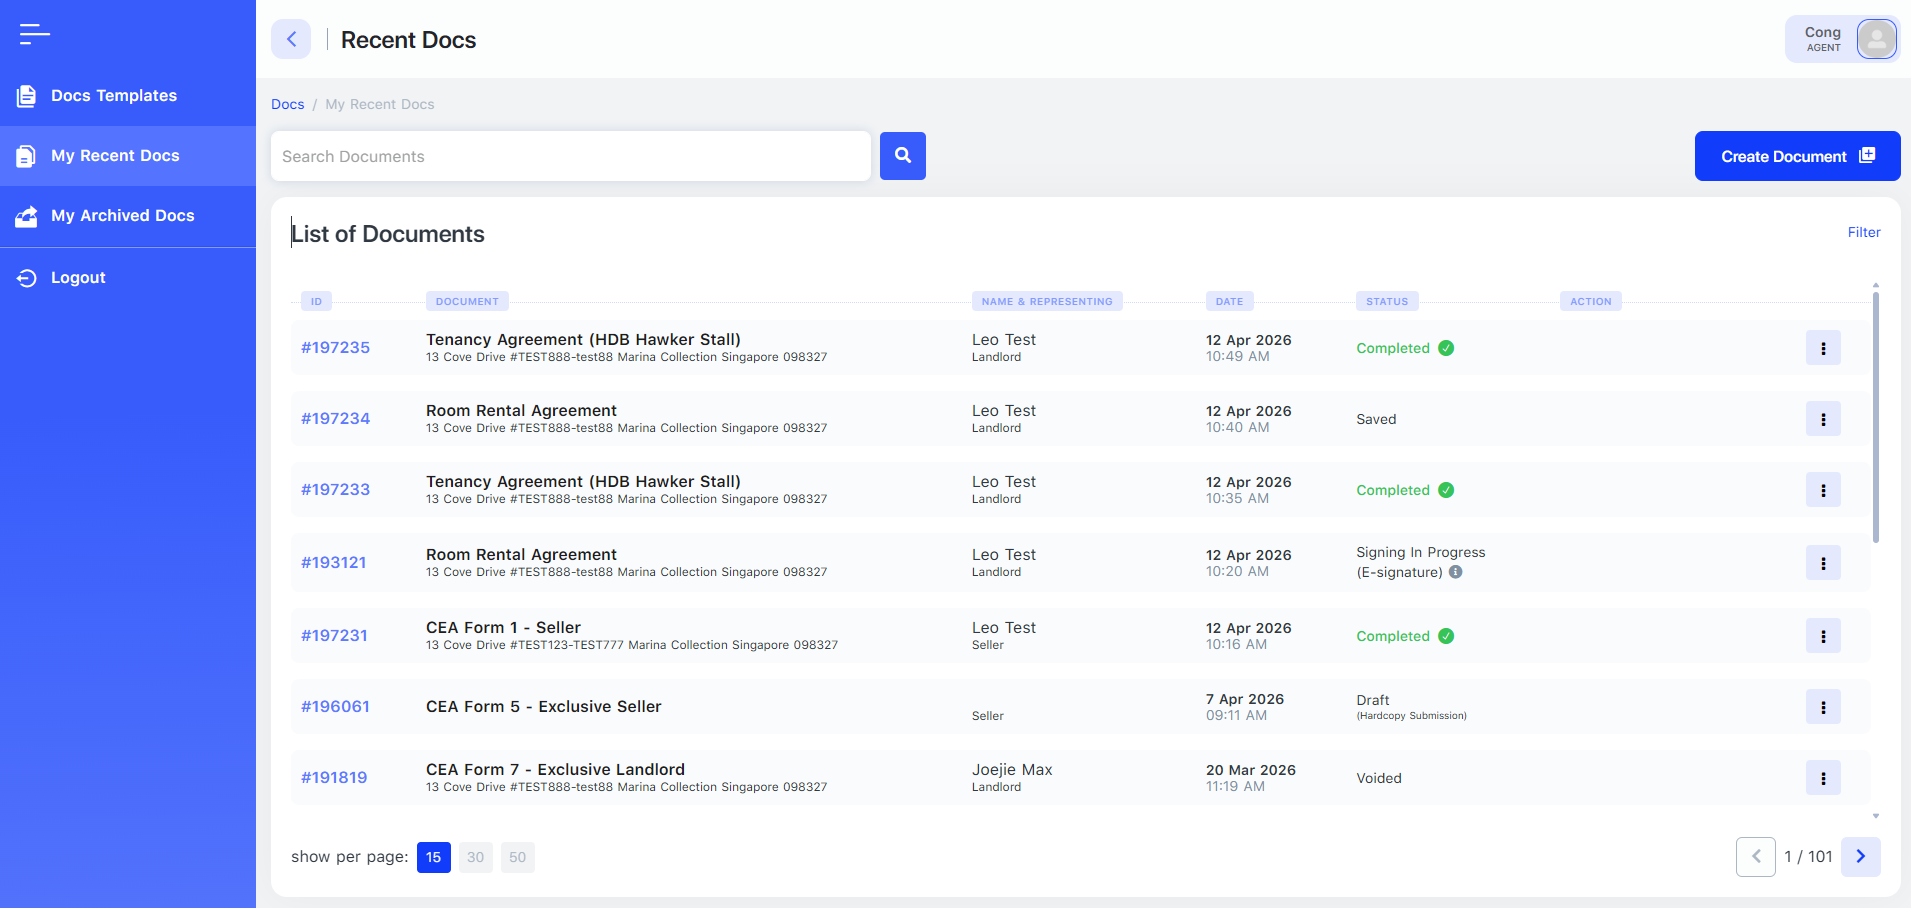 Recent Docs
Cong
AGENT
Docs Templates
My Recent Docs
My Archived Docs
Logout
Docs / My Recent Docs
Search Documents
Create Document
List of Documents
Filter
ID DOCUMENT NAME & REPRESENTING DATE STATUS ACTION
#197235
Tenancy Agreement (HDB Hawker Stall)
13 Cove Drive #TEST888-test88 Marina Collection Singapore 098327
Leo Test
Landlord
12 Apr 2026
10:49 AM
Completed
#197234
Room Rental Agreement
13 Cove Drive #TEST888-test88 Marina Collection Singapore 098327
Leo Test
Landlord
12 Apr 2026
10:40 AM
Saved
#197233
Tenancy Agreement (HDB Hawker Stall)
13 Cove Drive #TEST888-test88 Marina Collection Singapore 098327
Leo Test
Landlord
12 Apr 2026
10:35 AM
Completed
#193121
Room Rental Agreement
13 Cove Drive #TEST888-test88 Marina Collection Singapore 098327
Leo Test
Landlord
12 Apr 2026
10:20 AM
Signing In Progress
(E-signature)
#197231
CEA Form 1 - Seller
13 Cove Drive #TEST123-TEST777 Marina Collection Singapore 098327
Leo Test
Seller
12 Apr 2026
10:16 AM
Completed
#196061
CEA Form 5 - Exclusive Seller
Seller
7 Apr 2026
09:11 AM
Draft
(Hardcopy Submission)
#191819
CEA Form 7 - Exclusive Landlord
13 Cove Drive #TEST888-test88 Marina Collection Singapore 098327
Joejie Max
Landlord
20 Mar 2026
11:19 AM
Voided
show per page: 15 30 50
1 / 101